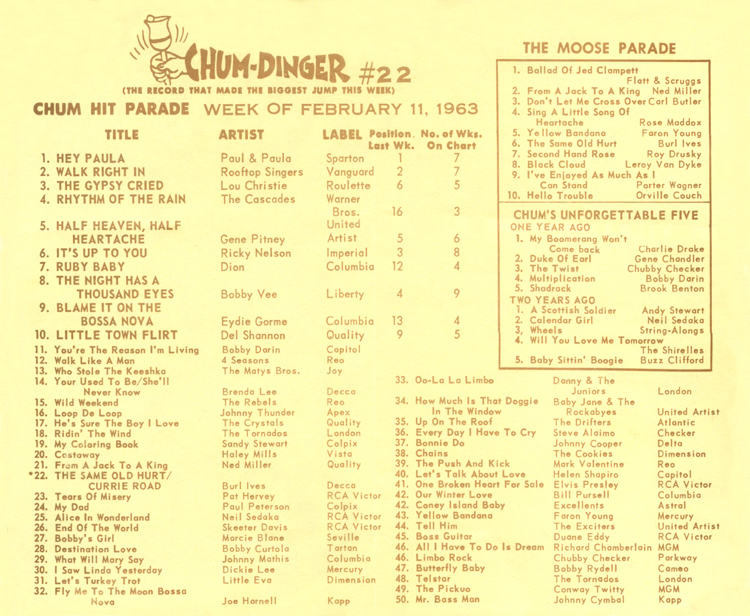 CHUM-DINGER #22
(THE RECORD THAT MADE THE BIGGEST JUMP THIS WEEK)
CHUM HIT PARADE WEEK OF FEBRUARY 11, 1963
TITLE ARTIST LABEL Position Last Wk. No. of Wks. On Chart
1. HEY PAULA Paul & Paula Sparton 1 7
2. WALK RIGHT IN Rooftop Singers Vanguard 2 7
3. THE GYPSY CRIED Lou Christie Roulette 6 5
4. RHYTHM OF THE RAIN The Cascades Warner
Bros. 16 3
5. HALF HEAVEN, HALF United
HEARTACHE Gene Pitney Artist 5 6
6. IT'S UP TO YOU Ricky Nelson Imperial 3 8
7. RUBY BABY Dion Columbia 12 4
8. THE NIGHT HAS A
THOUSAND EYES Bobby Vee Liberty 4 9
9. BLAME IT ON THE
BOSSA NOVA Eydie Gorme Columbia 13 4
10. LITTLE TOWN FLIRT Del Shannon Quality 9 5
11. You're The Reason I'm Living Bobby Darin Capitol
12. Walk Like A Man 4 Seasons Reo
13. Who Stole The Keeshka The Matys Bros. Joy
14. Your Used To Be/She'll
Never Know Brenda Lee Decca
15. Wild Weekend The Rebels Reo
16. Loop De Loop Johnny Thunder Apex
17. He's Sure The Boy I Love The Crystals Quality
18. Ridin' The Wind The Tornados London
19. My Coloring Book Sandy Stewart Colpix
20. Castaway Haley Mills Vista
21. From A Jack To A King Ned Miller Quality
*22. THE SAME OLD HURT/
CURRIE ROAD Burl Ives Decca
23. Tears Of Misery Pat Hervey RCA Victor
24. My Dad Paul Peterson Colpix
25. Alice In Wonderland Neil Sedaka RCA Victor
26. End Of The World Skeeter Davis RCA Victor
27. Bobby's Girl Marcie Blane Seville
28. Destination Love Bobby Curtola Tartan
29. What Will Mary Say Johnny Mathis Columbia
30. I Saw Linda Yesterday Dickie Lee Mercury
31. Let's Turkey Trot Little Eva Dimension
32. Fly Me To The Moon Bossa
Nova Joe Harnell Kapp
33. Oo-La La Limbo Danny & The
Juniors London
34. How Much Is That Doggie Baby Jane & The
In The Window Rockabyes United Artist
35. Up On The Roof The Drifters Atlantic
36. Every Day I Have To Cry Steve Alaimo Checker
37. Bonnie Do Johnny Cooper Delta
38. Chains The Cookies Dimension
39. The Push And Kick Mark Valentine Reo
40. Let's Talk About Love Helen Shapiro Capitol
41. One Broken Heart For Sale Elvis Presley RCA Victor
42. Our Winter Love Bill Pursell Columbia
42. Coney Island Baby Excellents Astral
43. Yellow Bandana Faron Young Mercury
44. Tell Him The Exciters United Artist
45. Boss Guitar Duane Eddy RCA Victor
46. All I Have To Do Is Dream Richard Chamberlain MGM
46. Limbo Rock Chubby Checker Parkway
47. Butterfly Baby Bobby Rydell Cameo
48. Telstar The Tornados London
49. The Pickuo Conway Twitty MGM
50. Mr. Bass Man Johnny Cymbal Kapp
THE MOOSE PARADE
1. Ballad Of Jed Clampett
Flatt & Scruggs
2. From A Jack To A King Ned Miller
3. Don't Let Me Cross Over Carl Butler
4. Sing A Little Song Of
Heartache Rose Maddox
5. Yellow Bandana Faron Young
6. The Same Old Hurt Burl Ives
7. Second Hand Rose Roy Drusky
8. Black Cloud Leroy Van Dyke
9. I've Enjoyed As Much As I
Can Stand Porter Wagner
10. Hello Trouble Orville Couch
CHUM'S UNFORGETTABLE FIVE
ONE YEAR AGO
1. My Boomerang Won't
Come back Charlie Drake
2. Duke Of Earl Gene Chandler
3. The Twist Chubby Checker
4. Multiplication Bobby Darin
5. Shadrock Brook Benton
TWO YEARS AGO
1. A Scottish Soldier Andy Stewart
2. Calendar Girl Neil Sedaka
3, Wheels String-Alongs
4. Will You Love Me Tomorrow
The Shirelles
5. Baby Sittin' Boogie Buzz Clifford